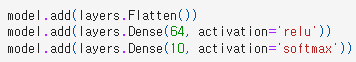 model.add(layers.Flatten())
model.add(layers.Dense(64, activation='relu'))
model.add(layers.Dense(10, activation='softmax'))